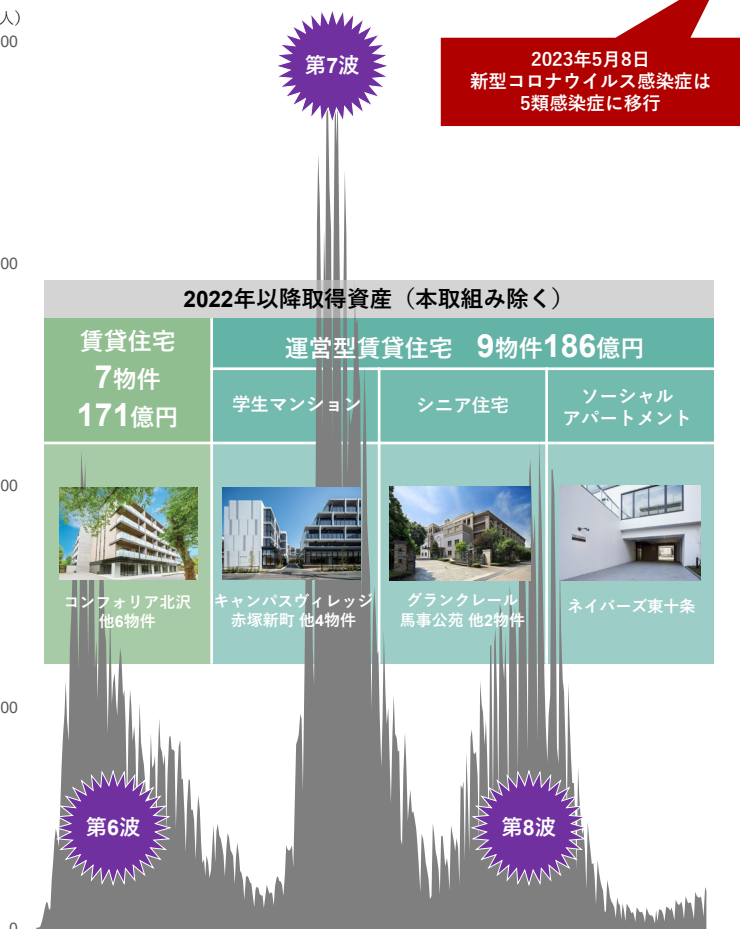 人）
00
第7波
2023年5月8日
新型コロナウイルス感染症は
5類感染症に移行
00
2022年以降取得資産（本取組み除く）
賃貸住宅
7物件
171億円
運営型賃貸住宅 9物件186億円
学生マンション
シニア住宅
ソーシャル
アパートメント
00
コンフォリア北沢
他6物件
キャンパスヴィレッジ
赤塚新町 他4物件
グランクレール
馬事公苑 他2物件
ネイバーズ東十条
00
第6波
第8波
0